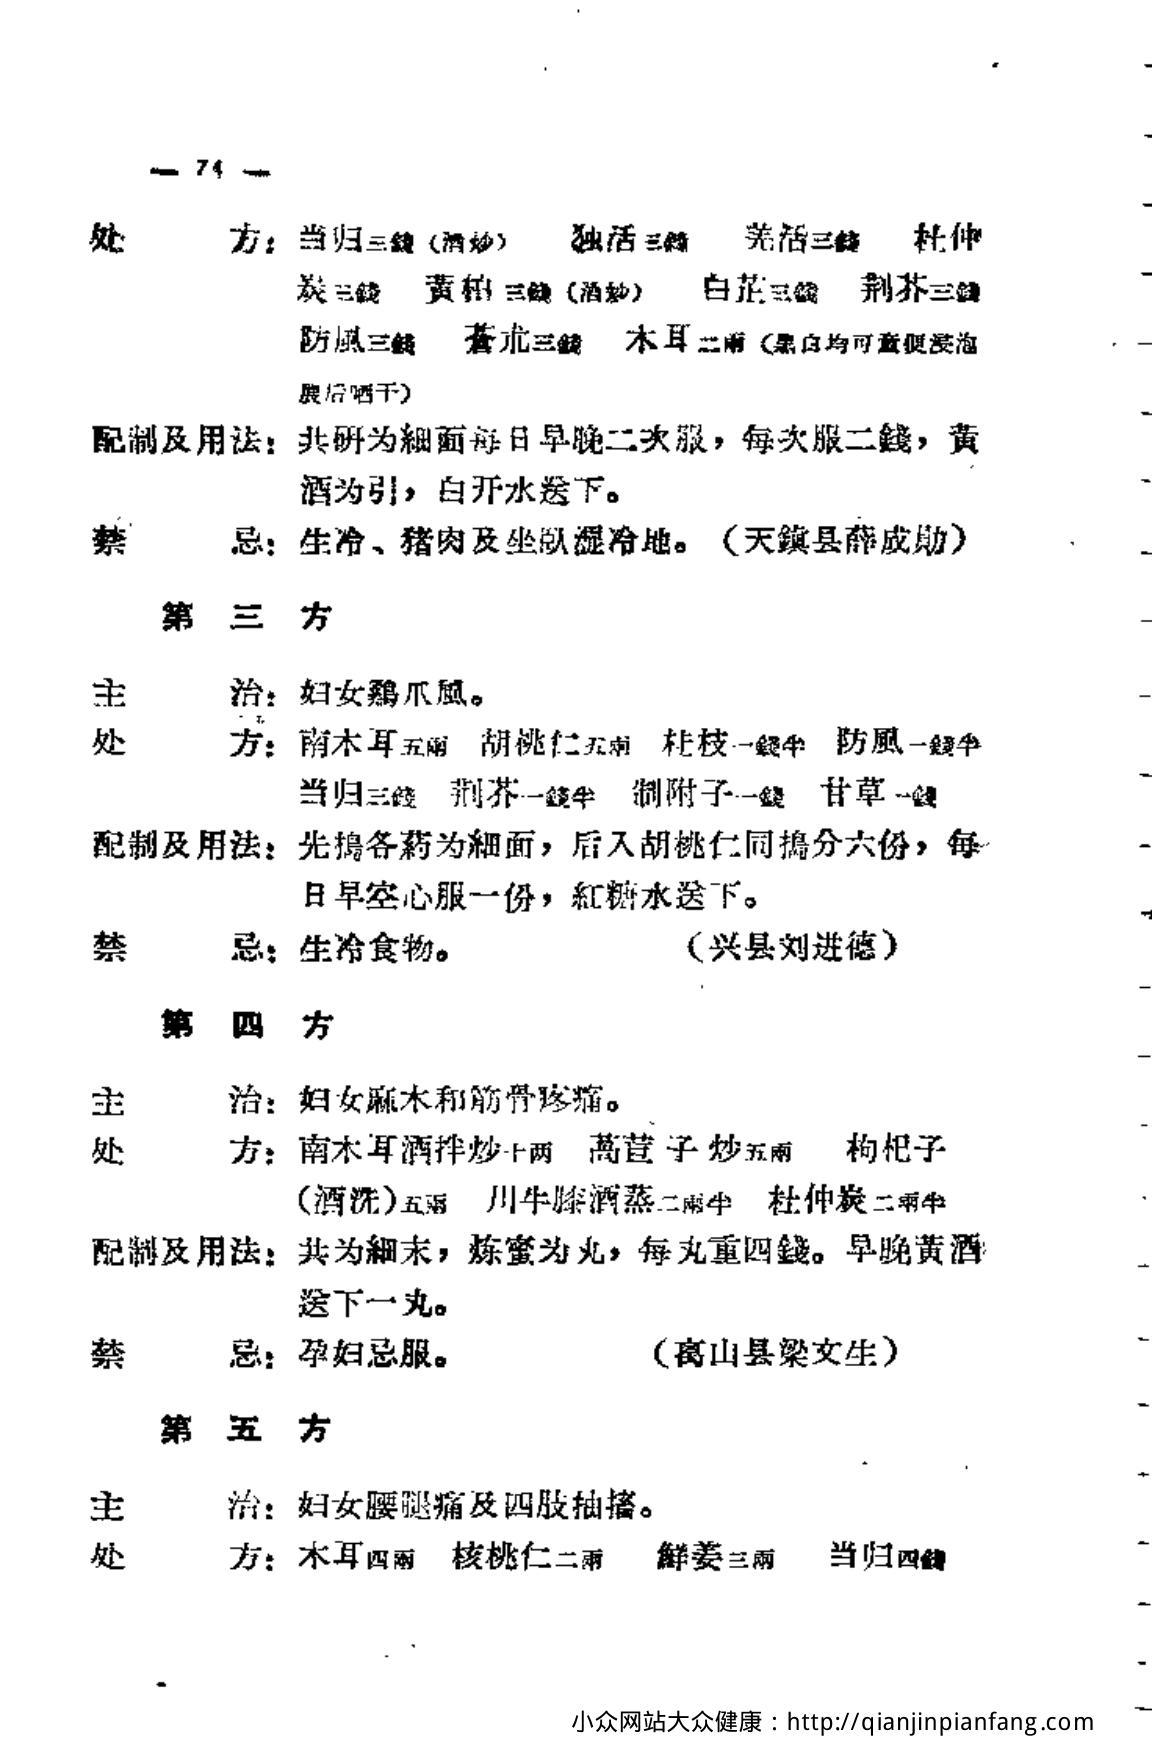 — 74 —
处　　　方：当归三錢（酒炒）　独活三錢　羌活三錢　杜仲
炭三錢　黄柏三錢（酒炒）　白芷三錢　荆芥三錢
防風三錢　蒼朮三錢　木耳二兩（黑白均可童便浸泡
晨后晒干）
配制及用法：共研为細面每日早晚二次服，每次服二錢，黄
酒为引，白开水送下。
禁　　　忌：生冷、猪肉及坐臥湿冷地。（天鎭县薛成勛）
第　三　方
主　　　治：妇女鷄爪風。
处　　　方：南木耳五兩　胡桃仁五兩　桂枝一錢半　防風一錢半
当归三錢　荆芥一錢半　制附子一錢　甘草一錢
配制及用法：先搗各葯为細面，后入胡桃仁同搗分六份，每
日早空心服一份，紅糖水送下。
禁　　　忌：生冷食物。　（兴县刘进德）
第　四　方
主　　　治：妇女麻木和筋骨疼痛。
处　　　方：南木耳酒拌炒十两　萬荳子炒五兩　枸杞子
（酒洗）五兩　川牛膝酒蒸二兩半　杜仲炭二兩半
配制及用法：共为細末，炼蜜为丸，每丸重四錢。早晚黄酒
送下一丸。
禁　　　忌：孕妇忌服。　（离山县梁文生）
第　五　方
主　　　治：妇女腰腿痛及四肢抽搐。
处　　　方：木耳四兩　核桃仁二兩　鮮姜三兩　当归四錢
小众网站大众健康：http://qianjinpianfang.com